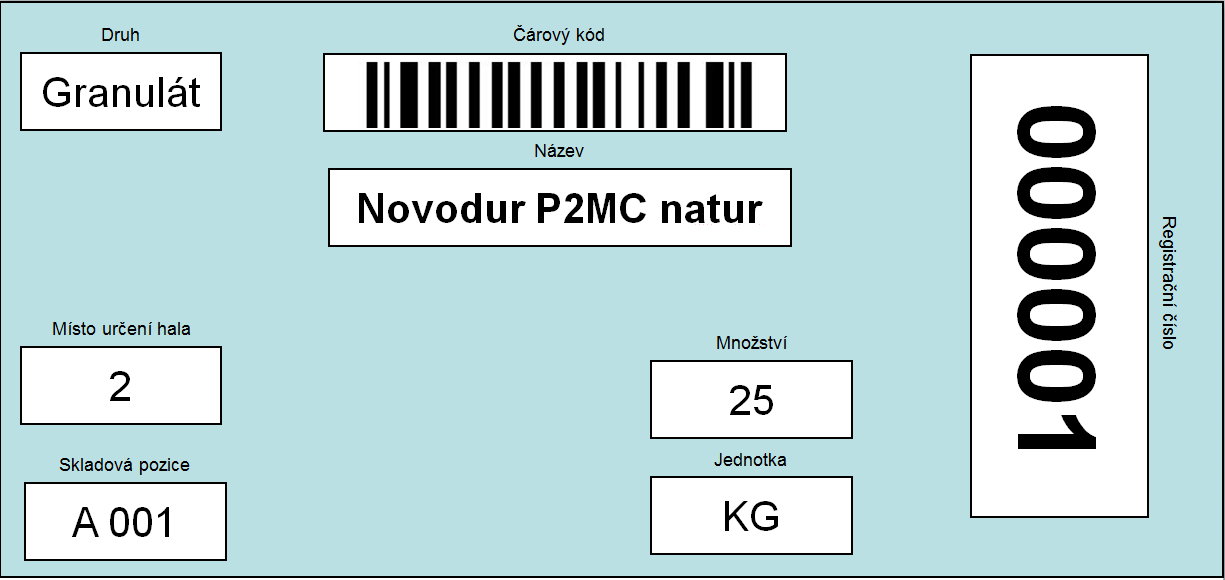 Druh
Granulát
Čárový kód
Název
Novodur P2MC natur
Místo určení hala
2
Skladová pozice
A 001
Množství
25
Jednotka
KG
000001
Registrační číslo